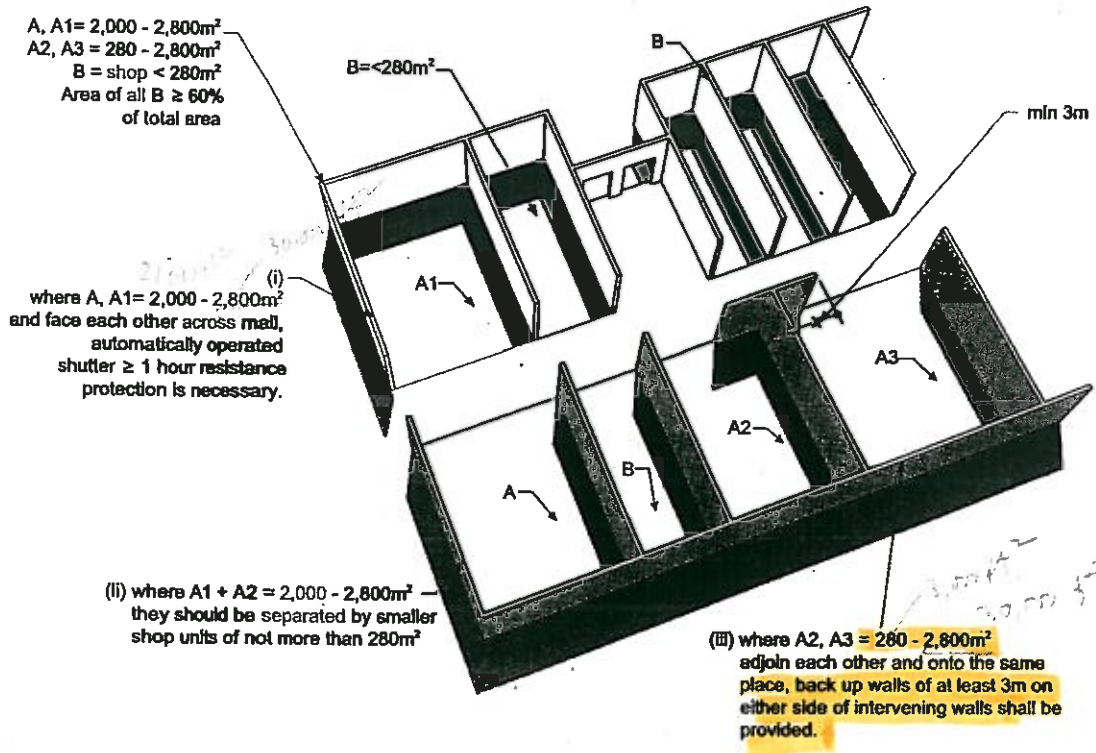 A, A1= 2,000 - 2,800m²
A2, A3 = 280 - 2,800m²
B = shop < 280m²
Area of all B ≥ 60%
of total area
B=<280m²
B
min 3m
(i)
where A, A1= 2,000 - 2,800m²
and face each other across mall,
automatically operated
shutter ≥ 1 hour resistance
protection is necessary.
A1
A3
A2
B
A
(ii) where A1 + A2 = 2,000 - 2,800m²
they should be separated by smaller
shop units of not more than 280m²
(iii) where A2, A3 = 280 - 2,800m²
adjoin each other and onto the same
place, back up walls of at least 3m on
either side of intervening walls shall be
provided.